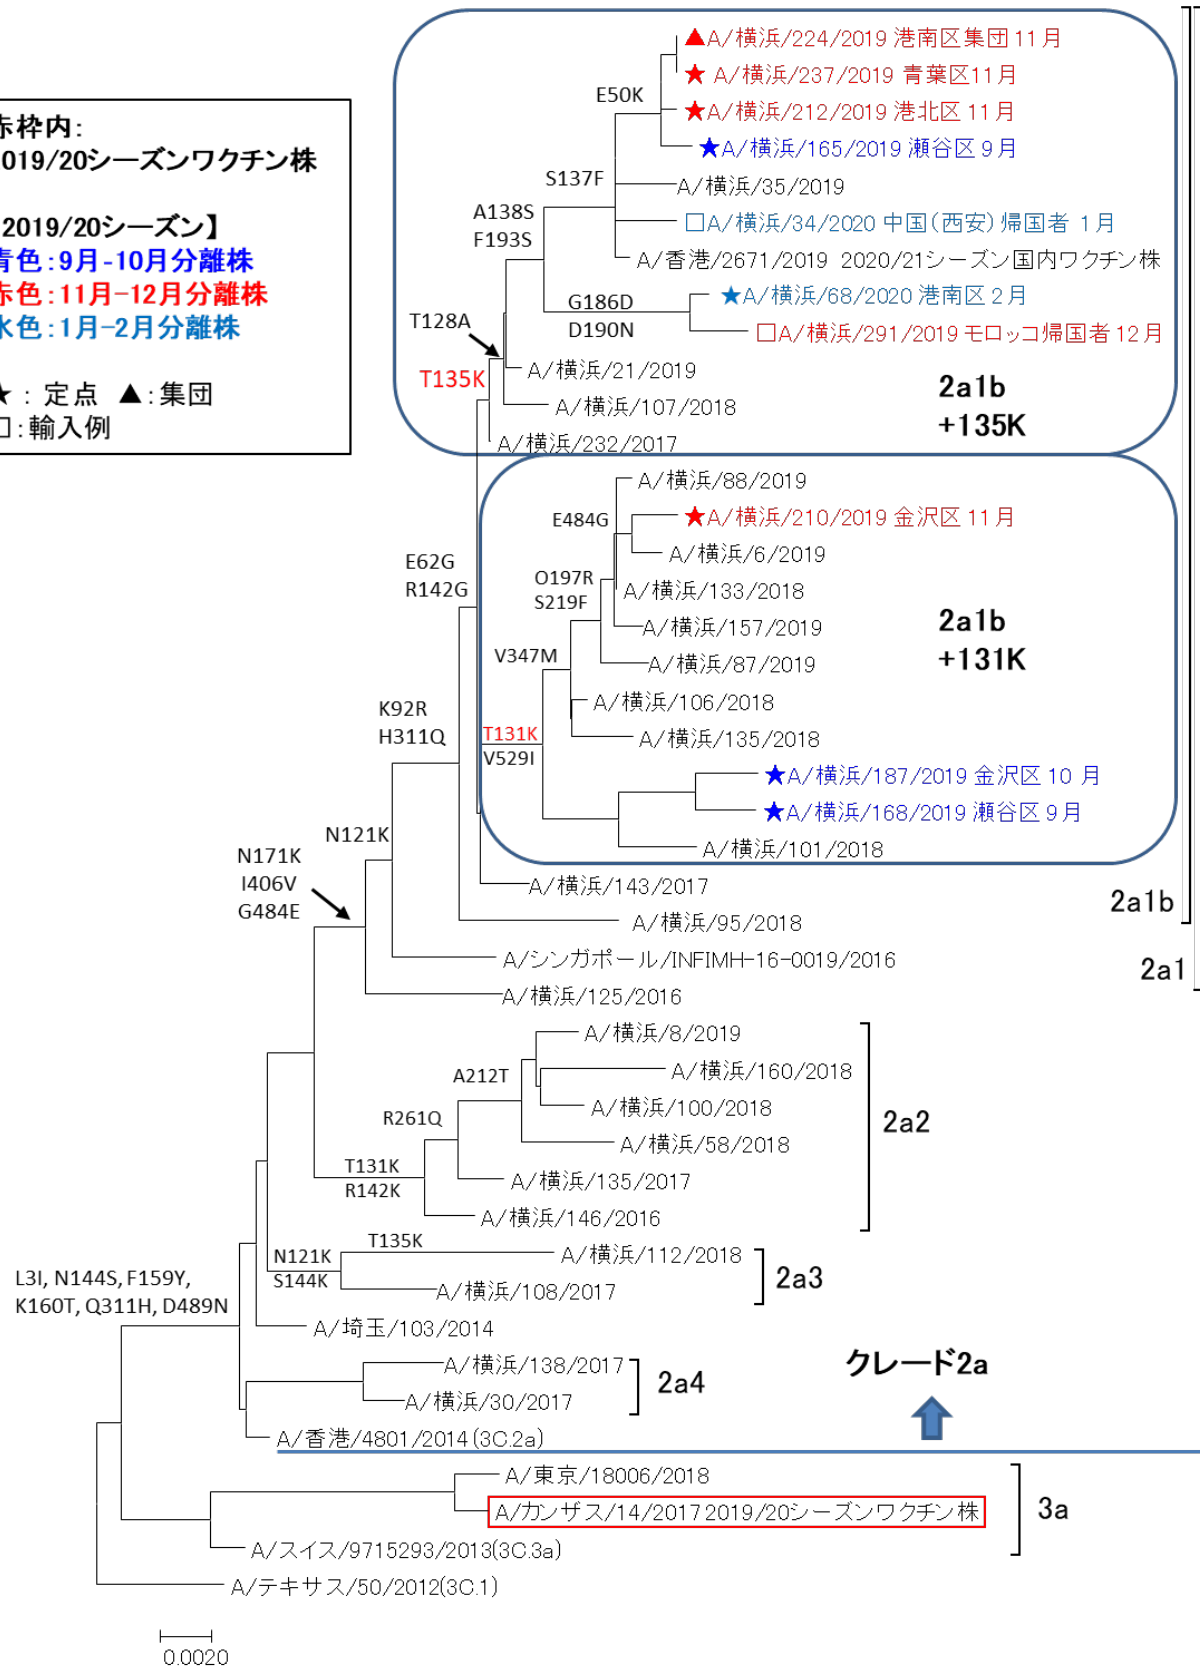 赤枠内:
2019/20シーズンワクチン株
2019/20シーズン】
青色:9月-10月分離株
赤色:11月-12月分離株
水色:1月-2月分離株
★: 定点 ▲:集団
□:輸入例
▲A/横浜/224/2019 港南区集団 11月
★ A/横浜/237/2019 青葉区11月
E50K
★A/横浜/212/2019 港北区 11月
★A/横浜/165/2019 瀬谷区 9月
S137F
A/横浜/35/2019
A138S
F193S
□A/横浜/34/2020 中国(西安)帰国者 1月
A/香港/2671/2019 2020/21シーズン国内ワクチン株
G186D
D190N
★A/横浜/68/2020 港南区 2月
□A/横浜/291/2019 モロッコ帰国者 12月
T128A
A/横浜/21/2019
T135K
2a1b
+135K
A/横浜/107/2018
A/横浜/232/2017
A/横浜/88/2019
E484G
★A/横浜/210/2019 金沢区 11月
A/横浜/6/2019
E62G
R142G
O197R
S219F
A/横浜/133/2018
A/横浜/157/2019
2a1b
+131K
V347M
A/横浜/87/2019
A/横浜/106/2018
K92R
H311Q
T131K
V529I
A/横浜/135/2018
★A/横浜/187/2019 金沢区 10 月
★A/横浜/168/2019 瀬谷区 9月
N121K
A/横浜/101/2018
N171K
I406V
G484E
A/横浜/143/2017
2a1b
A/横浜/95/2018
A/シンガポール/INFIMH-16-0019/2016
2a1
A/横浜/125/2016
A/横浜/8/2019
A212T
A/横浜/160/2018
A/横浜/100/2018
R261Q
2a2
A/横浜/58/2018
T131K
R142K
A/横浜/135/2017
A/横浜/146/2016
T135K
N121K
S144K
A/横浜/112/2018
2a3
A/横浜/108/2017
L3I, N144S, F159Y,
K160T, Q311H, D489N
A/埼玉/103/2014
クレード2a
A/横浜/138/2017
2a4
A/横浜/30/2017
A/香港/4801/2014(3C.2a)
A/東京/18006/2018
A/カンザス/14/2017 2019/20シーズンワクチン株
3a
A/スイス/9715293/2013(3C.3a)
A/テキサス/50/2012(3C.1)
0.0020